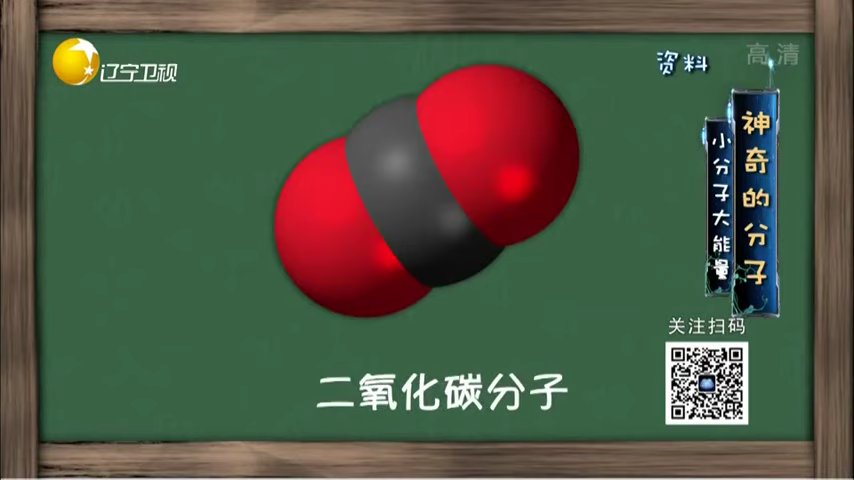 辽宁卫视
资料
高清
神奇的分子
小分子大能量
关注扫码
二氧化碳分子